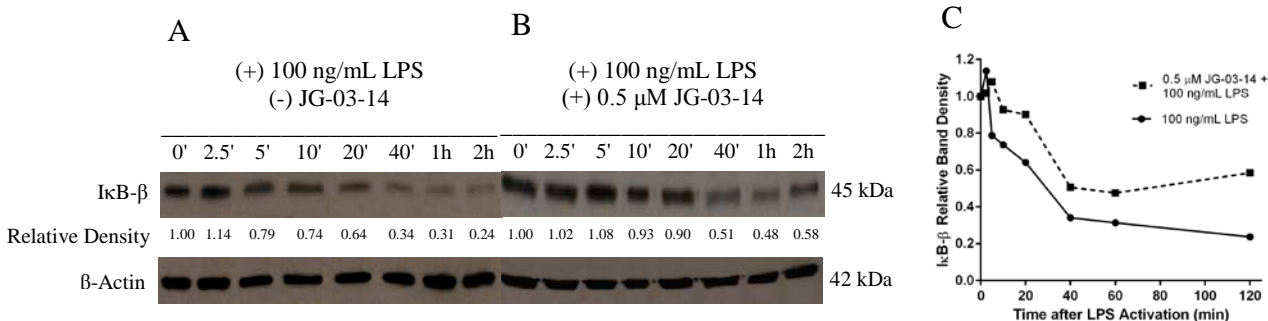 A
(+) 100 ng/mL LPS
(-) JG-03-14
0' 2.5' 5' 10' 20' 40' 1h 2h
B
(+) 100 ng/mL LPS
(+) 0.5 μM JG-03-14
0' 2.5' 5' 10' 20' 40' 1h 2h
IκB-β
45 kDa
Relative Density 1.00 1.14 0.79 0.74 0.64 0.34 0.31 0.24 1.00 1.02 1.08 0.93 0.90 0.51 0.48 0.58
ß-Actin
42 kDa
C
IκB-β Relative Band Density
1.2
1.0
0.8
0.6
0.4
0.2
0.0
0 20 40 60 80 100 120
Time after LPS Activation (min)
0.5 μM JG-03-14 +
100 ng/mL LPS
100 ng/mL LPS